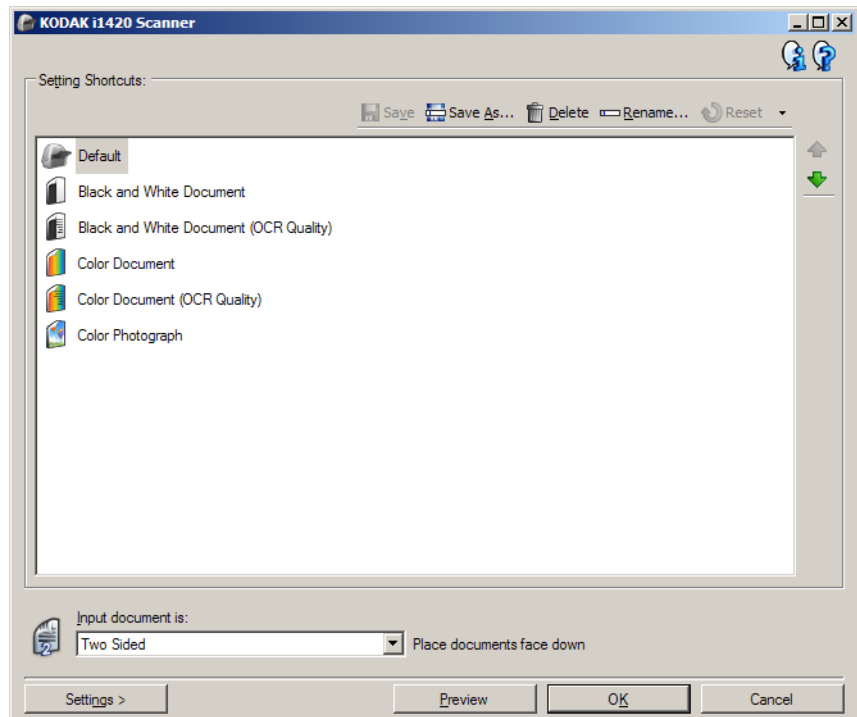 KODAK i1420 Scanner
Setting Shortcuts:
Save Save As... Delete Rename... Reset
Default
Black and White Document
Black and White Document (OCR Quality)
Color Document
Color Document (OCR Quality)
Color Photograph
Input document is:
2 Two Sided Place documents face down
Settings > Preview OK Cancel